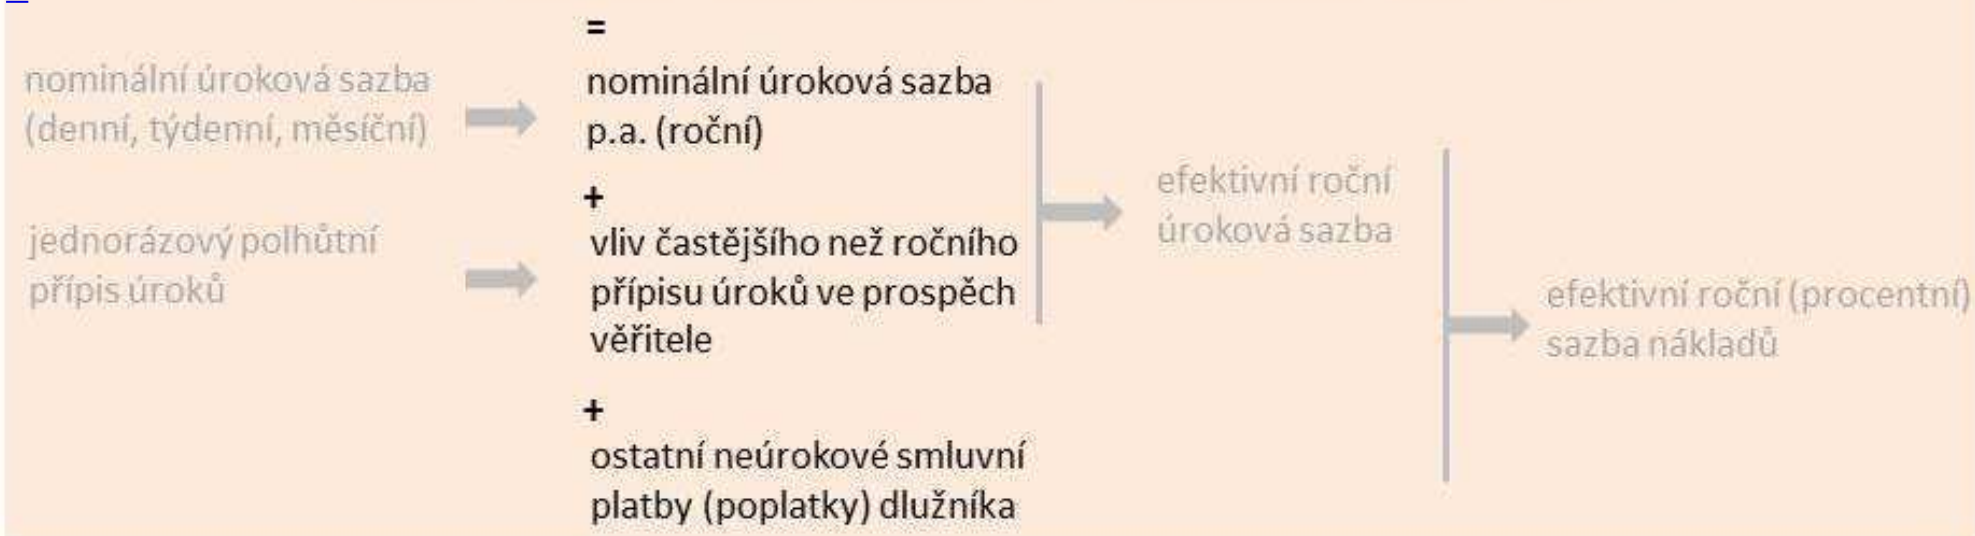 =
nominální úroková sazba
(denní, týdenní, měsíční)
nominální úroková sazba
p.a. (roční)
+
jednorázový polhůtní
přípis úroků
vliv častějšího než ročního
přípisu úroků ve prospěch
věřitele
efektivní roční
úroková sazba
+
ostatní neúrokové smluvní
platby (poplatky) dlužníka
efektivní roční (procentní)
sazba nákladů